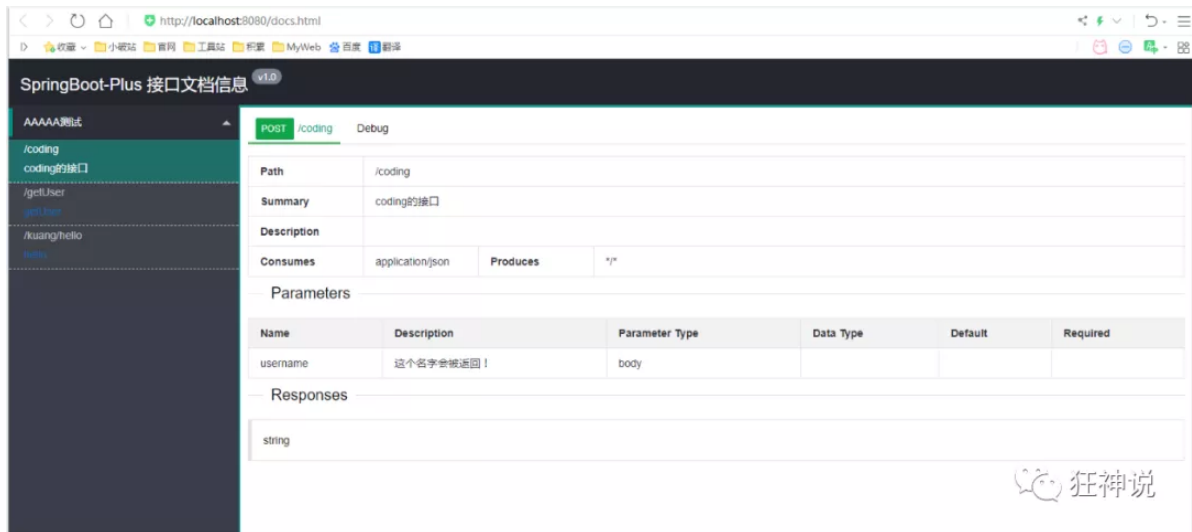 http://localhost:8080/docs.html
收藏 小破站 官网 工具站 积累 MyWeb 百度 译 翻译
SpringBoot-Plus 接口文档信息 v1.0
AAAAA测试
/coding
coding的接口
/getUser
getUser
/kuang/hello
hello
POST /coding Debug
Path /coding
Summary coding的接口
Description
Consumes application/json Produces */*
Parameters
Name Description Parameter Type Data Type Default Required
username 这个名字会被返回! body
Responses
string
狂神说